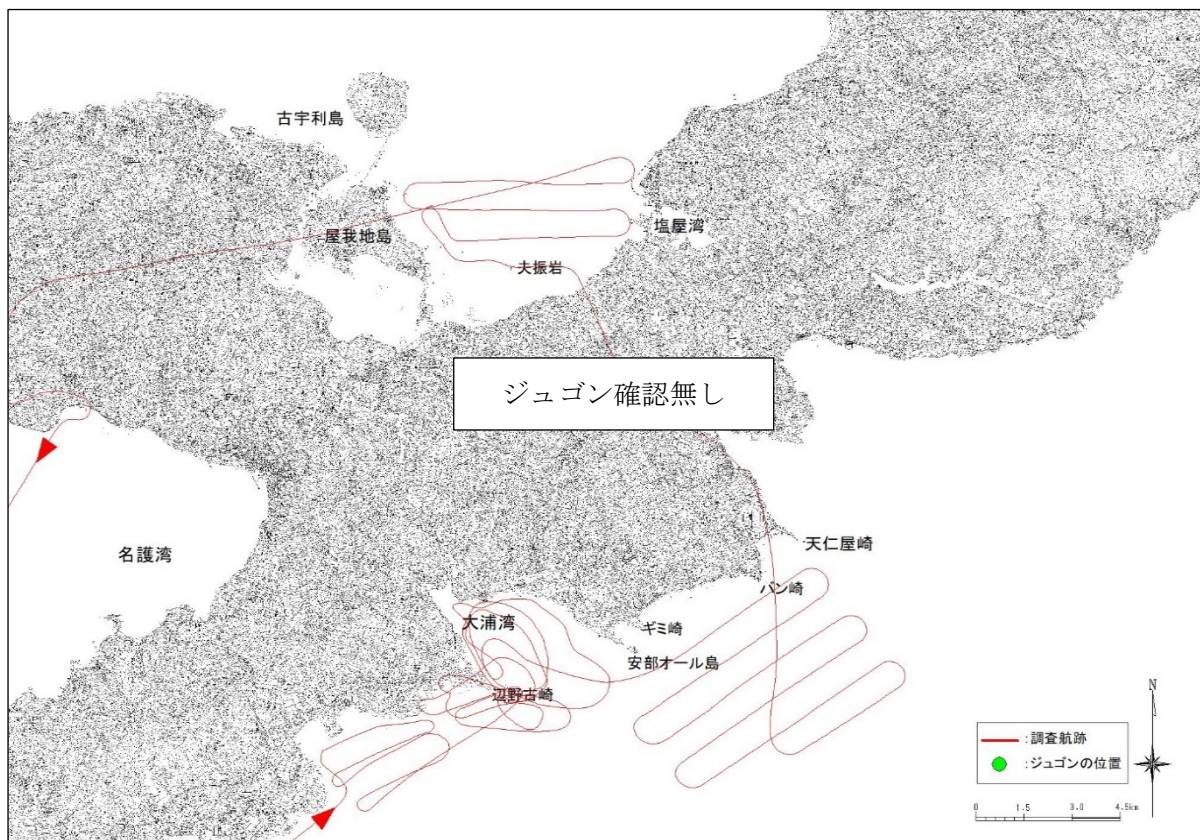 古宇利島
屋我地島
塩屋湾
夫振岩
ジュゴン確認無し
名護湾
天仁屋崎
バン崎
大浦湾
ギミ崎
安部オール島
辺野古崎
N
:調査航跡
:ジュゴンの位置
0 1.5 3.0 4.5km